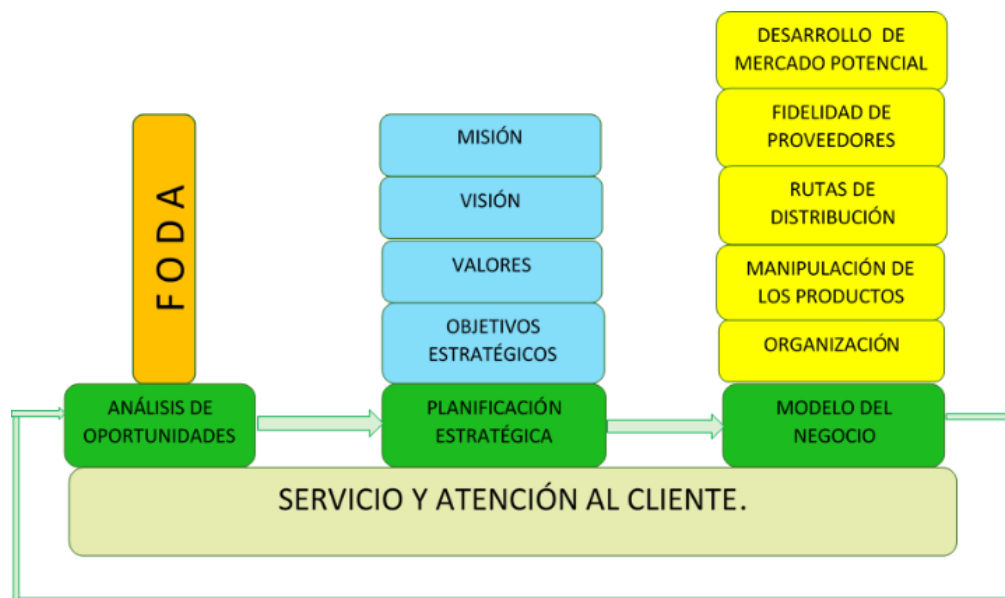 DESARROLLO DE
MERCADO POTENCIAL
FIDELIDAD DE
PROVEEDORES
RUTAS DE
DISTRIBUCIÓN
MANIPULACIÓN DE
LOS PRODUCTOS
ORGANIZACIÓN
MISIÓN
VISIÓN
VALORES
OBJETIVOS
ESTRATÉGICOS
F O D A
ANÁLISIS DE
OPORTUNIDADES
PLANIFICACIÓN
ESTRATÉGICA
MODELO DEL
NEGOCIO
SERVICIO Y ATENCIÓN AL CLIENTE.